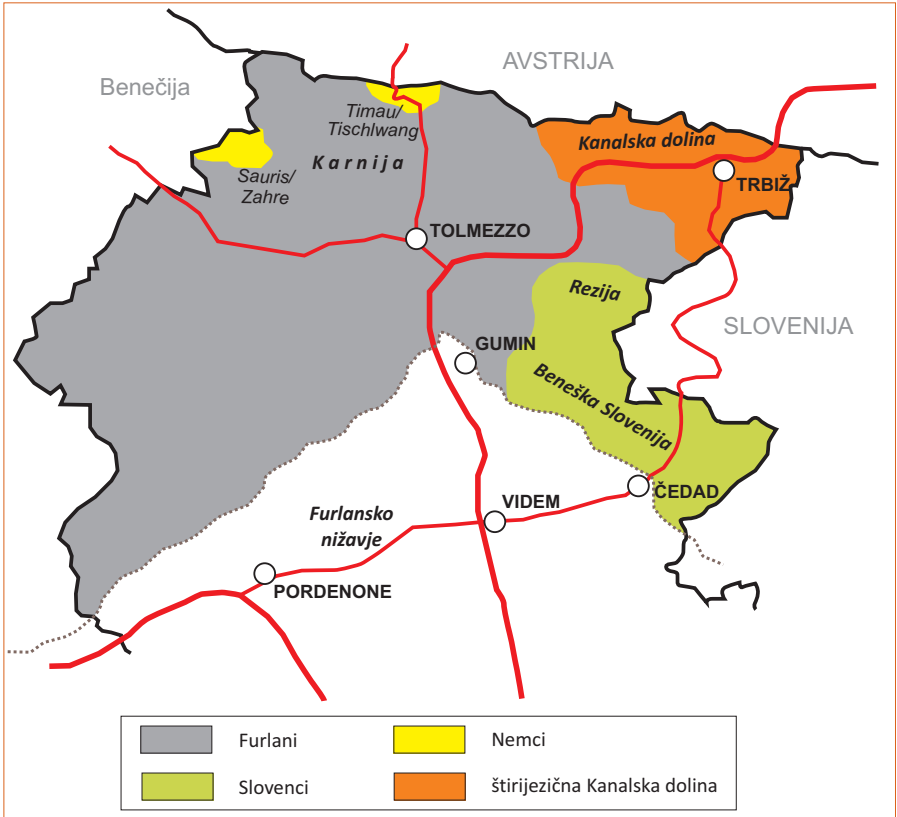 AVSTRIJA
Benečija
Timau/
Tischlwang
Kanalska dolina
Karnija
Sauris/
Zahre
TRBIŽ
TOLMEZZO
Rezija
SLOVENIJA
GUMIN
Beneška Slovenija
ČEDAD
VIDEM
Furlansko
nižavje
PORDENONE
Furlani
Nemci
Slovenci
štirijezična Kanalska dolina